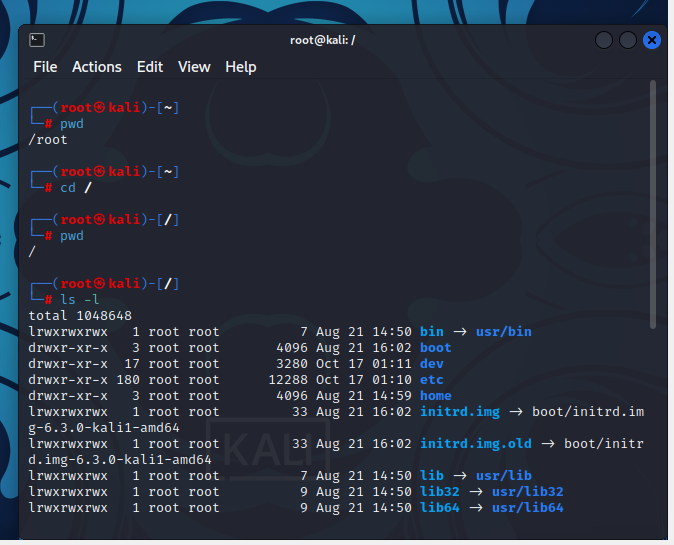 root@kali: /
File Actions Edit View Help
┌──(root㉿kali)-[~]
└─# pwd
/root
┌──(root㉿kali)-[~]
└─# cd /
┌──(root㉿kali)-[/]
└─# pwd
/
┌──(root㉿kali)-[/]
└─# ls -l
total 1048648
lrwxrwxrwx   1 root root          7 Aug 21 14:50 bin -> usr/bin
drwxr-xr-x   3 root root       4096 Aug 21 16:02 boot
drwxr-xr-x  17 root root       3280 Oct 17 01:11 dev
drwxr-xr-x 180 root root      12288 Oct 17 01:10 etc
drwxr-xr-x   3 root root       4096 Aug 21 14:59 home
lrwxrwxrwx   1 root root         33 Aug 21 16:02 initrd.img -> boot/initrd.im
g-6.3.0-kali1-amd64
lrwxrwxrwx   1 root root         33 Aug 21 16:02 initrd.img.old -> boot/initr
d.img-6.3.0-kali1-amd64
lrwxrwxrwx   1 root root          7 Aug 21 14:50 lib -> usr/lib
lrwxrwxrwx   1 root root          9 Aug 21 14:50 lib32 -> usr/lib32
lrwxrwxrwx   1 root root          9 Aug 21 14:50 lib64 -> usr/lib64
KALI